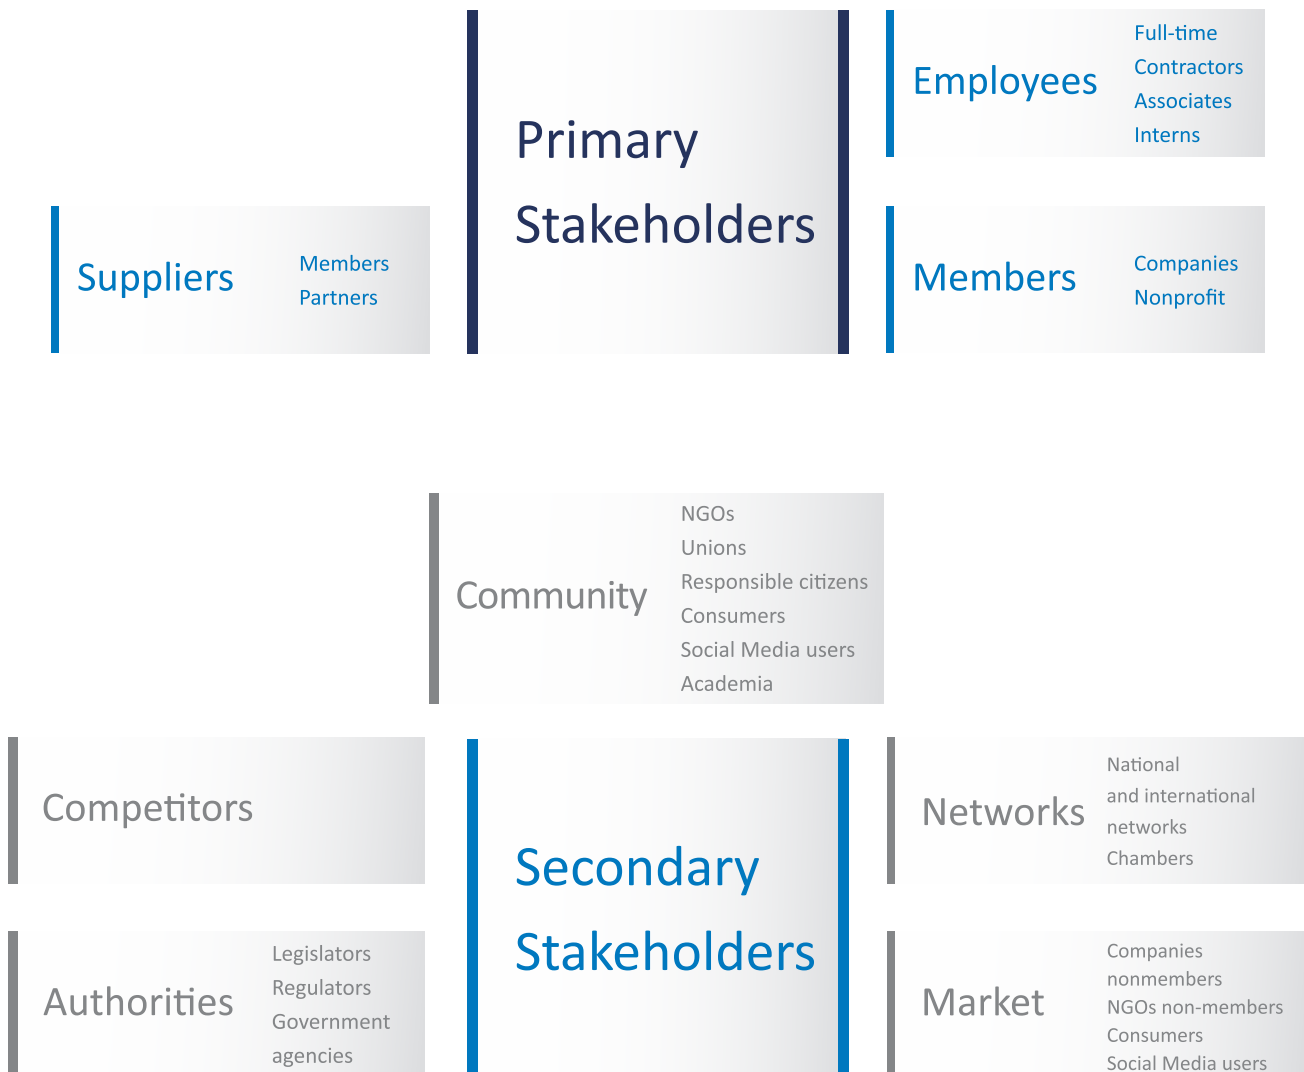 Primary
Stakeholders
Employees
Full-time
Contractors
Associates
Interns
Suppliers
Members
Partners
Members
Companies
Nonprofit
Community
NGOs
Unions
Responsible citizens
Consumers
Social Media users
Academia
Competitors
Secondary
Stakeholders
Networks
National
and international
networks
Chambers
Authorities
Legislators
Regulators
Government
agencies
Market
Companies
nonmembers
NGOs non-members
Consumers
Social Media users